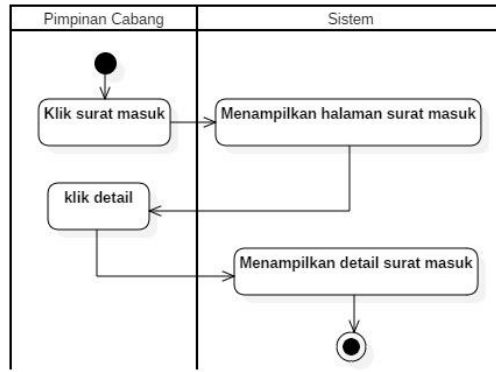 Pimpinan Cabang
Sistem
Klik surat masuk
Menampilkan halaman surat masuk
klik detail
Menampilkan detail surat masuk